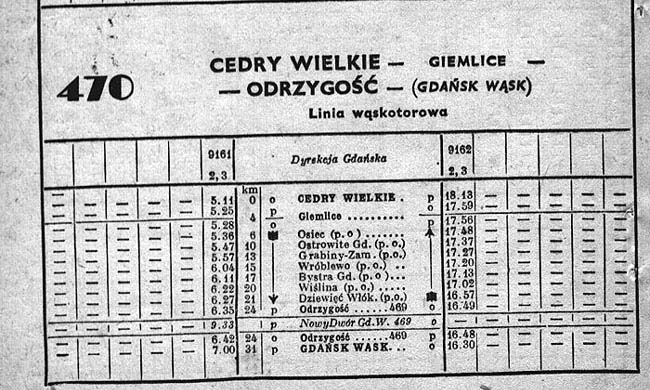 470
CEDRY WIELKIE — GIEMLICE —
— ODRZYGOŚĆ — (GDAŃSK WĄSK)
Linia wąskotorowa
9161 Dyrekcja Gdańska 9162
2, 3 2, 3
km
5.11 0 o CEDRY WIELKIE . p 18.13
5.25 p o 17.59
4 Giemlice ..........
5.28 o p 17.56
5.36 6 Osiec (p.o) ....... 17.48
5.47 10 Ostrowite Gd. (p.o.) 17.37
5.57 13 Grabiny-Zam. (p.o.) 17.27
6.04 15 Wróblewo (p.o.) .. 17.20
6.11 17 Bystra Gd. (p.o) ... 17.13
6.22 20 Wiślina (p.o.) ..... 17.02
6.27 21 Dziewięć Włók. (p.o.) 16.57
6.35 24 p Odrzygość ......469 o 16.49
— — — — — 9.33 p Nowy Dwór Gd. W. 469 o — — — — — —
6.42 24 o Odrzygość ......469 p 16.48
7.00 31 p GDAŃSK WASK... o 16.30